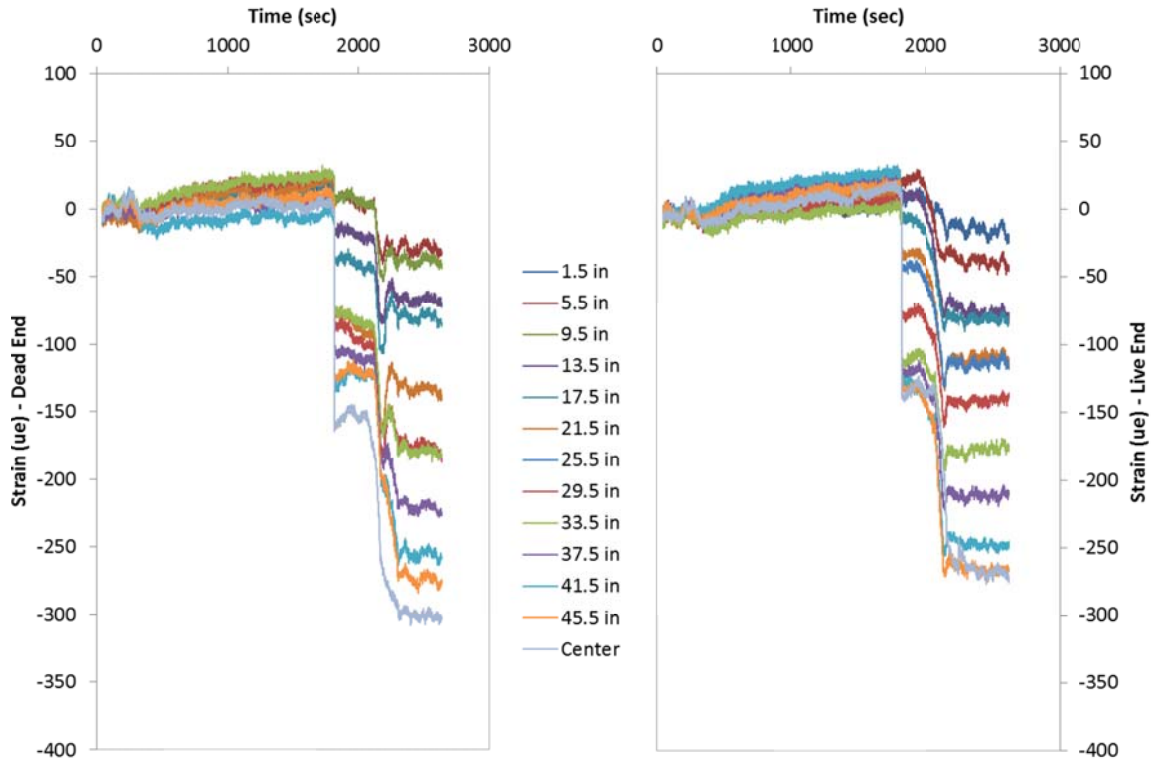 Time (sec)
0 1000 2000 3000
100
50
0
-50
-100
-150
-200
-250
-300
-350
-400
Strain (ue) - Dead End
1.5 in
5.5 in
9.5 in
13.5 in
17.5 in
21.5 in
25.5 in
29.5 in
33.5 in
37.5 in
41.5 in
45.5 in
Center
Time (sec)
0 1000 2000 3000
100
50
0
-50
-100
-150
-200
-250
-300
-350
-400
Strain (ue) - Live End